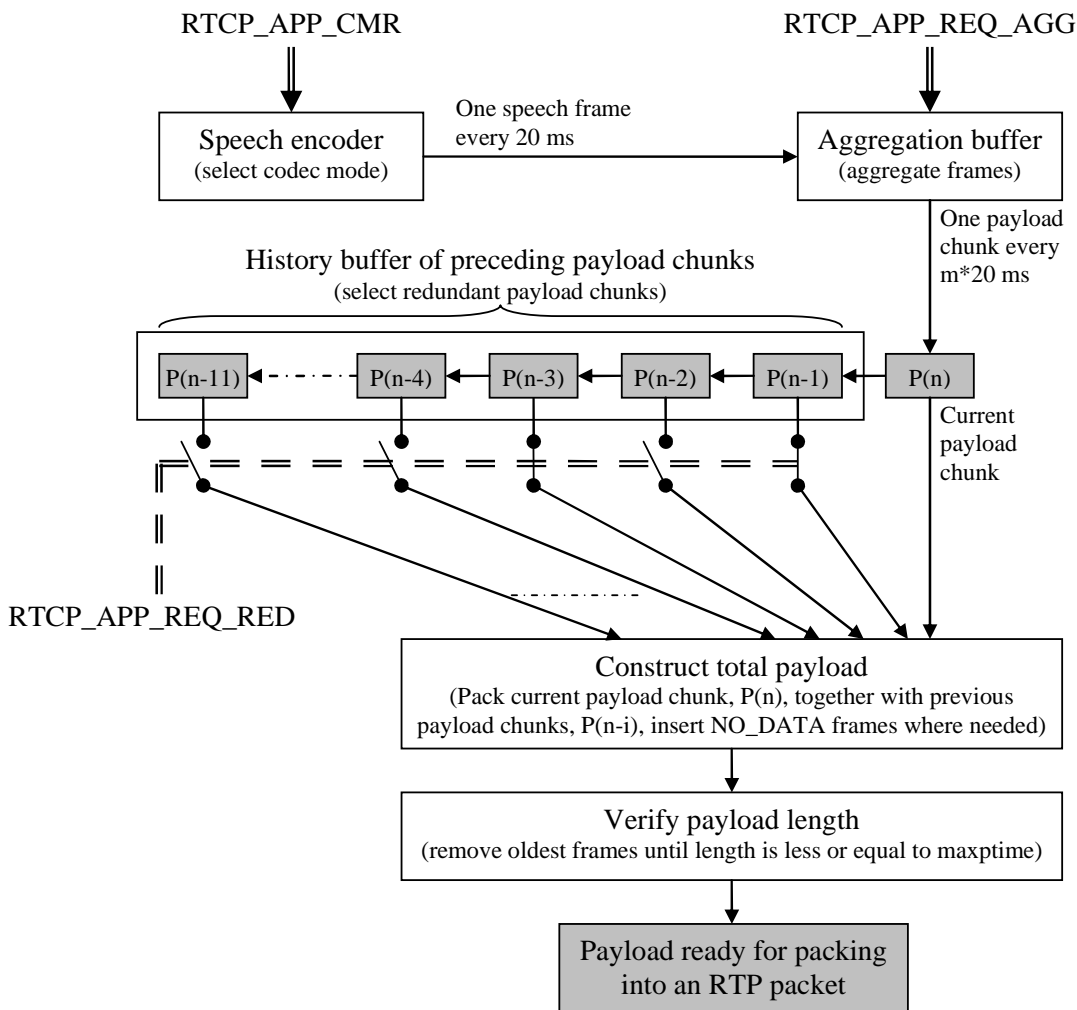 RTCP_APP_CMR
RTCP_APP_REQ_AGG
One speech frame
every 20 ms
Speech encoder
(select codec mode)
Aggregation buffer
(aggregate frames)
One payload
chunk every
m*20 ms
History buffer of preceding payload chunks
(select redundant payload chunks)
P(n-11)
P(n-4)
P(n-3)
P(n-2)
P(n-1)
P(n)
Current
payload
chunk
RTCP_APP_REQ_RED
Construct total payload
(Pack current payload chunk, P(n), together with previous
payload chunks, P(n-i), insert NO_DATA frames where needed)
Verify payload length
(remove oldest frames until length is less or equal to maxptime)
Payload ready for packing
into an RTP packet